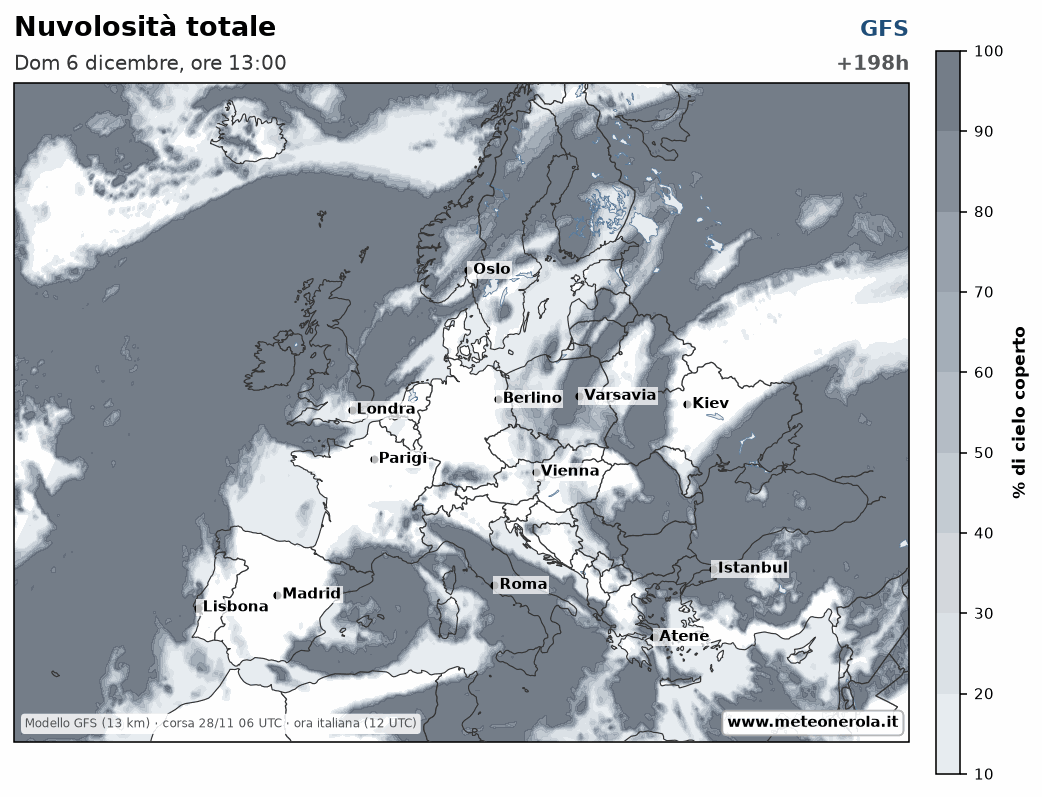 Nuvolosità totale
GFS
Dom 6 dicembre, ore 13:00
+198h
100
90
80
70
60
50
40
30
20
10
% di cielo coperto
Oslo
Londra
Berlino
Varsavia
Kiev
Parigi
Vienna
Istanbul
Roma
Madrid
Lisbona
Atene
Modello GFS (13 km) · corsa 28/11 06 UTC · ora italiana (12 UTC)
www.meteonerola.it